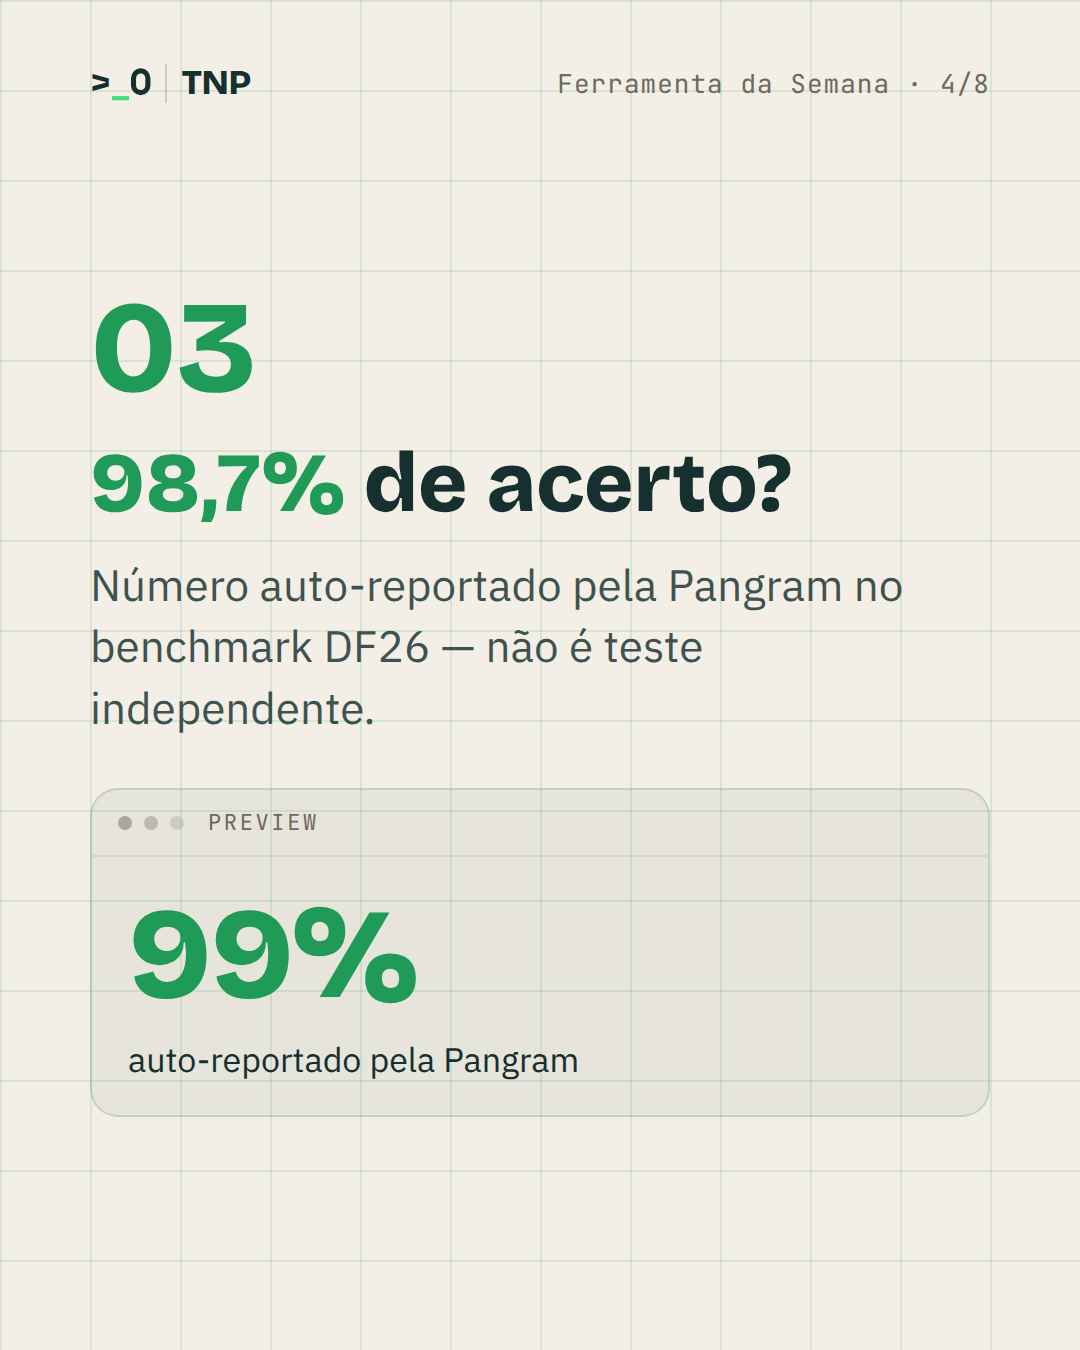 >_0 TNP
Ferramenta da Semana · 4/8
03
98,7% de acerto?
Número auto-reportado pela Pangram no
benchmark DF26 — não é teste
independente.
PREVIEW
99%
auto-reportado pela Pangram